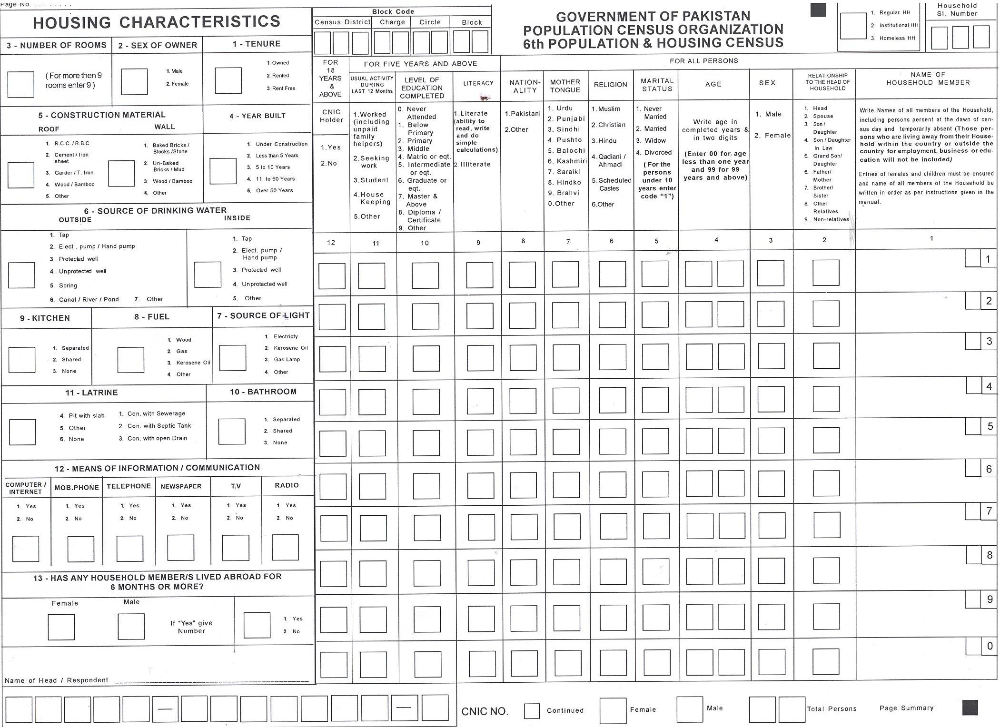 Page No. . . . . . . . .
HOUSING CHARACTERISTICS
3 - NUMBER OF ROOMS
( For more then 9
rooms enter 9 )
2 - SEX OF OWNER
1. Male
2. Female
1 - TENURE
1. Owned
2. Rented
3. Rent Free
5 - CONSTRUCTION MATERIAL
ROOF
WALL
1. R.C.C. / R.B.C
2. Cement / Iron
sheet
3. Garder / T. Iron
4. Wood / Bamboo
5. Other
1. Baked Bricks /
Blocks /Stone
2. Un-Baked
Bricks / Mud
3. Wood / Bamboo
4. Other
4 - YEAR BUILT
1. Under Construction
2. Less than 5 Years
3. 5 to 10 Years
4. 11 to 50 Years
5. Over 50 Years
6 - SOURCE OF DRINKING WATER
OUTSIDE
INSIDE
1. Tap
2. Elect . pump / Hand pump
3. Protected well
4. Unprotected well
5. Spring
6. Canal / River / Pond 7. Other
1. Tap
2. Elect. pump /
Hand pump
3. Protected well
4. Unprotected well
5. Other
9 - KITCHEN
1. Separated
2. Shared
3. None
8 - FUEL
1. Wood
2. Gas
3. Kerosene Oil
4. Other
7 - SOURCE OF LIGHT
1. Electricty
2. Kerosene Oil
3. Gas Lamp
4. Other
11 - LATRINE
4. Pit with slab
5. Other
6. None
1. Con. with Sewerage
2. Con. with Septic Tank
3. Con. with open Drain
10 - BATHROOM
1. Separated
2. Shared
3. None
12 - MEANS OF INFORMATION / COMMUNICATION
COMPUTER /
INTERNET
MOB.PHONE
TELEPHONE
NEWSPAPER
T.V
RADIO
1. Yes
2. No
1. Yes
2. No
1. Yes
2. No
1. Yes
2. No
1. Yes
2. No
1. Yes
2. No
13 - HAS ANY HOUSEHOLD MEMBER/S LIVED ABROAD FOR
6 MONTHS OR MORE?
Female
Male
If "Yes" give
Number
1. Yes
2. No
Name of Head / Respondent
Block Code
Census District
Charge
Circle
Block
GOVERNMENT OF PAKISTAN
POPULATION CENSUS ORGANIZATION
6th POPULATION & HOUSING CENSUS
1. Regular HH
2. Institutional HH
3. Homeless HH
Household
Sl. Number
FOR
18
YEARS
&
ABOVE
FOR FIVE YEARS AND ABOVE
FOR ALL PERSONS
USUAL ACTIVITY
DURING
LAST 12 Months
LEVEL OF
EDUCATION
COMPLETED
LITERACY
NATION-
ALITY
MOTHER
TONGUE
RELIGION
MARITAL
STATUS
AGE
SEX
RELATIONSHIP
TO THE HEAD OF
HOUSEHOLD
NAME OF
HOUSEHOLD MEMBER
CNIC
Holder
1.Yes
2.No
1.Worked
(including
unpaid
family
helpers)
2.Seeking
work
3.Student
4.House
Keeping
5.Other
0. Never
Attended
1. Below
Primary
2. Primary
3. Middle
4. Matric or eqt.
5. Intermediate
or eqt.
6. Graduate or
eqt.
7. Master &
Above
8. Diploma /
Certificate
9. Other
1.Literate
(ability to
read, write
and do
simple
calculations)
2. Illiterate
1.Pakistani
2.Other
1. Urdu
2. Punjabi
3. Sindhi
4. Pushto
5. Balochi
6. Kashmiri
7. Saraiki
8. Hindko
9. Brahvi
0.Other
1.Muslim
2.Christian
3.Hindu
4.Qadiani /
Ahmadi
5.Scheduled
Castes
6.Other
1. Never
Married
2. Married
3. Widow
4. Divorced
( For the
persons
under 10
years enter
code "1")
Write age in
completed years &
in two digits
(Enter 00 for age
less than one year
and 99 for 99
years and above)
1. Male
2. Female
1. Head
2. Spouse
3. Son /
Daughter
4. Son / Daughter
in Law
5. Grand Son/
Daughter
6. Father/
Mother
7. Brother/
Sister
8. Other
Relatives
9. Non-relatives
Write Names of all members of the Household,
including persons persent at the dawn of cen-
sus day and temporarily absent (Those per-
sons who are living away from their House-
hold within the country or outside the
country for employment, business or edu-
cation will not be included)
Entries of females and children must be ensured
and name of all members of the Household be
written in order as per instructions given in the
manual.
12 11 10 9 8 7 6 5 4 3 2 1
1
2
3
4
5
6
7
8
9
0
CNIC NO.
Continued
Female
Male
Total Persons
Page Summary